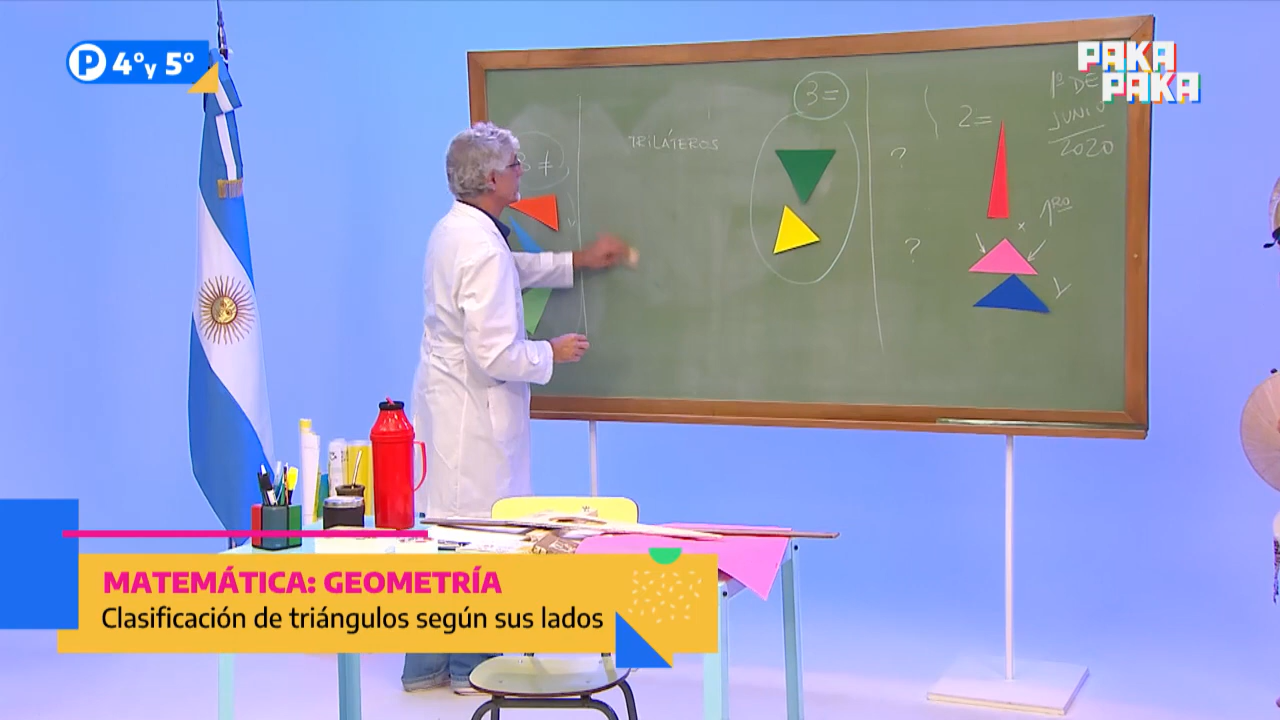 P 4° y 5°
PAKA
PAKA
3 ≠
TRILÁTEROS
3 =
?
?
2 =
1RO
x
1° DE
JUNIO
2020
MATEMÁTICA: GEOMETRÍA
Clasificación de triángulos según sus lados